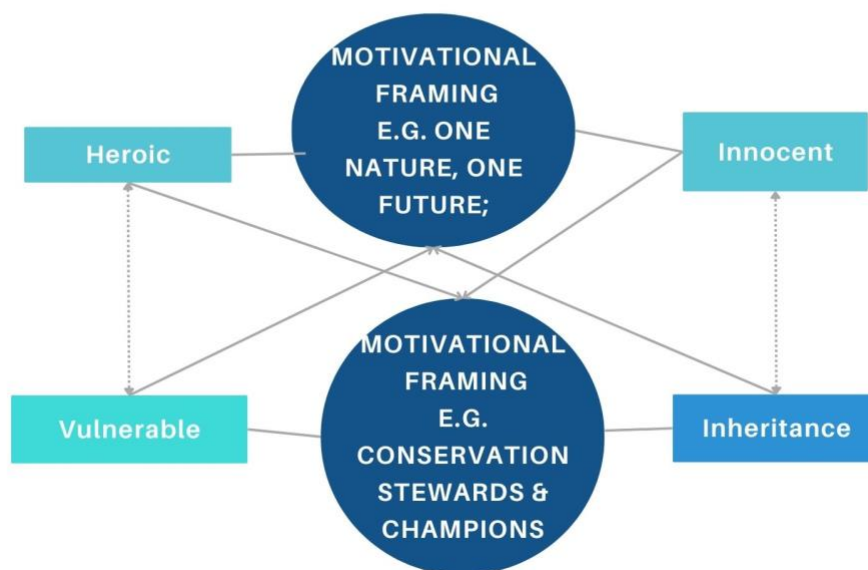 MOTIVATIONAL
FRAMING
E.G. ONE
NATURE, ONE
FUTURE;
Heroic
Innocent
MOTIVATIONAL
FRAMING
E.G.
CONSERVATION
STEWARDS &
CHAMPIONS
Vulnerable
Inheritance